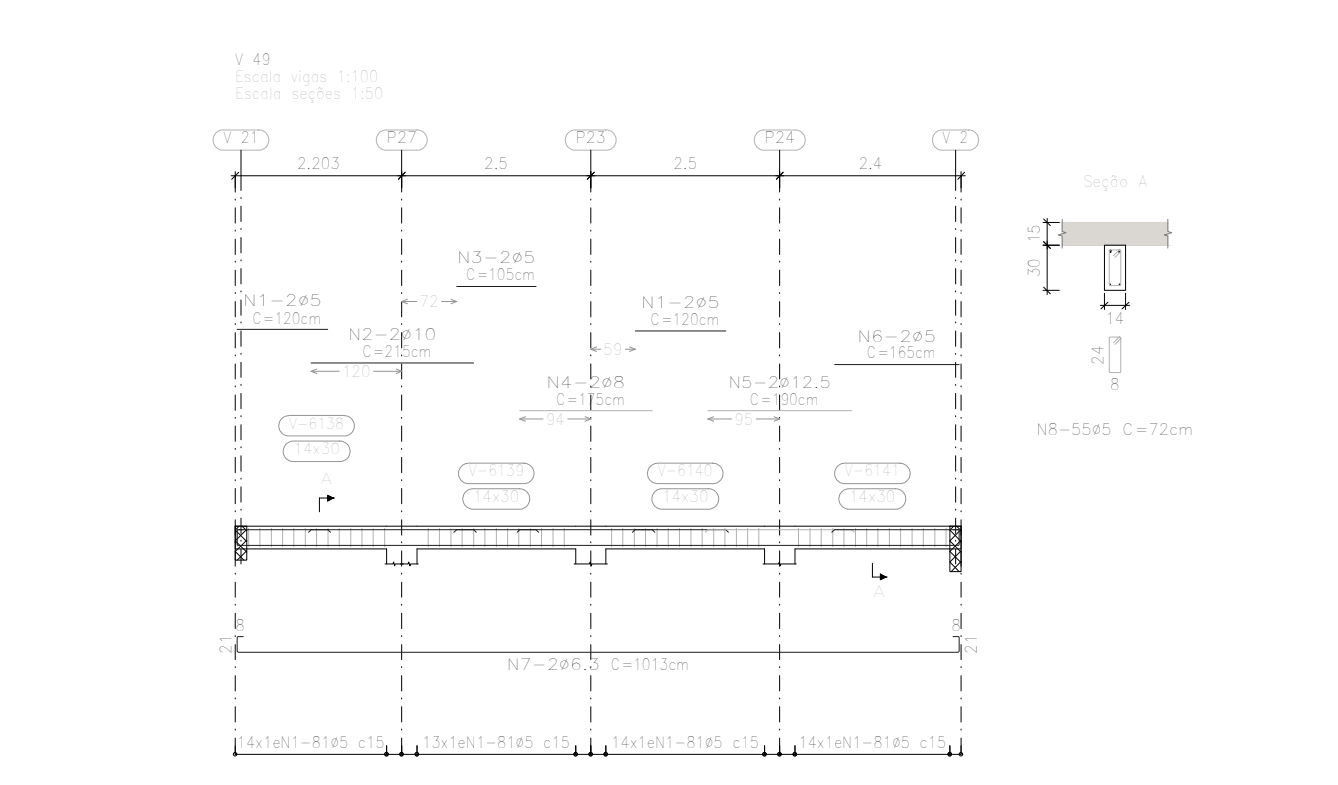 V 49
Escala vigas 1:100
Escala seções 1:50
V 21
P27
P23
P24
V 2
2.203
2.5
2.5
2.4
Seção A
15
30
14
24
8
N8-55ø5 C=72cm
N3-2ø5
C=105cm
72
N1-2ø5
C=120cm
N1-2ø5
C=120cm
N2-2ø10
C=215cm
120
59
N6-2ø5
C=165cm
N4-2ø8
C=175cm
94
N5-2ø12.5
C=190cm
95
V-6138
14x30
V-6139
14x30
V-6140
14x30
V-6141
14x30
A
A
8
21
8
21
N7-2ø6.3 C=1013cm
14x1eN1-81ø5 c15
13x1eN1-81ø5 c15
14x1eN1-81ø5 c15
14x1eN1-81ø5 c15